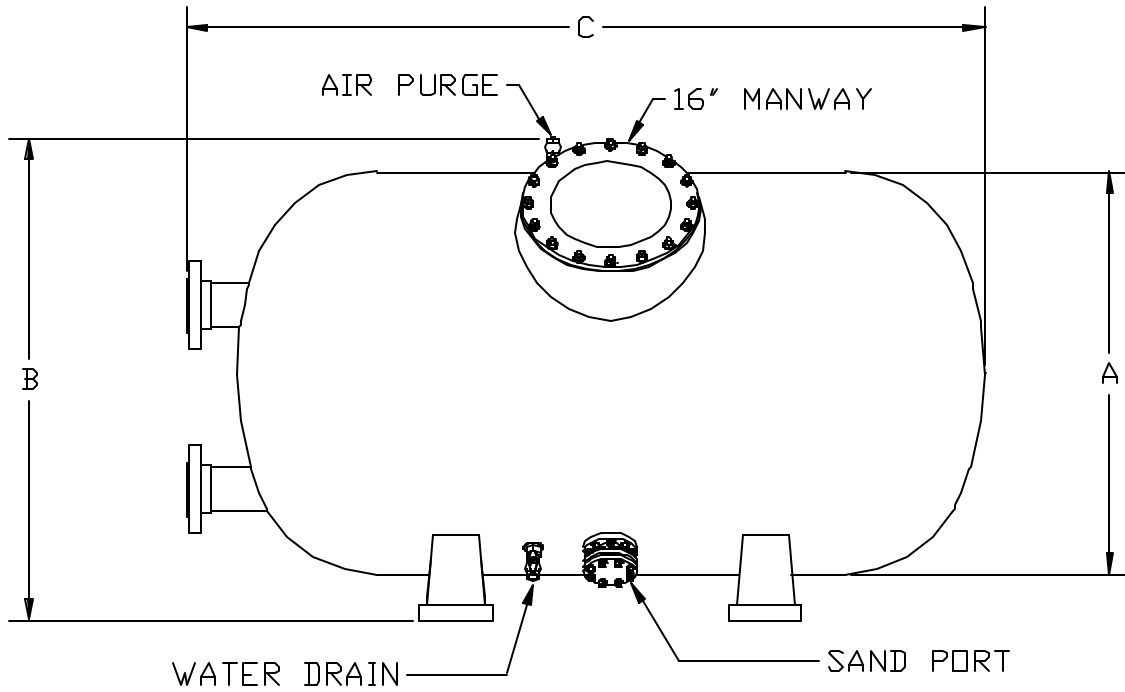 C
AIR PURGE
16" MANWAY
B
A
WATER DRAIN
SAND PORT